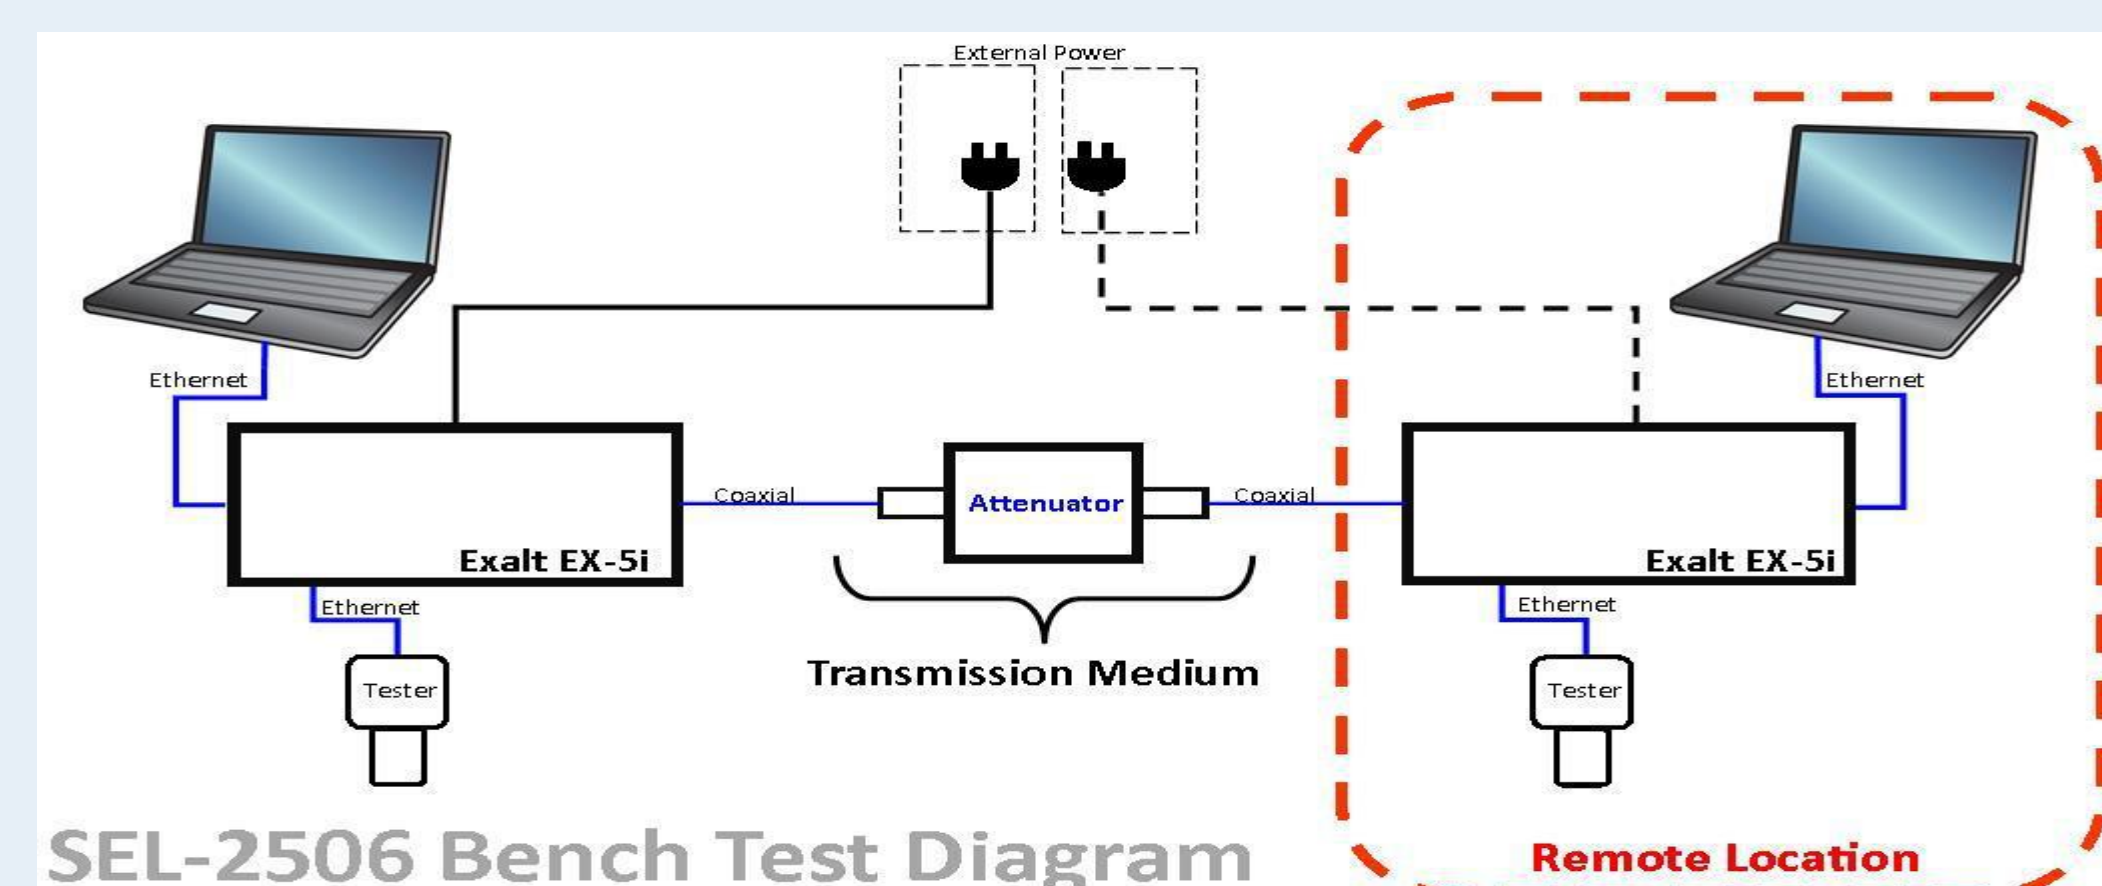 External Power
Ethernet
Ethernet
Coaxial
Attenuator
Coaxial
Exalt EX-5i
Exalt EX-5i
Ethernet
Ethernet
Transmission Medium
Tester
Tester
SEL-2506 Bench Test Diagram
Remote Location